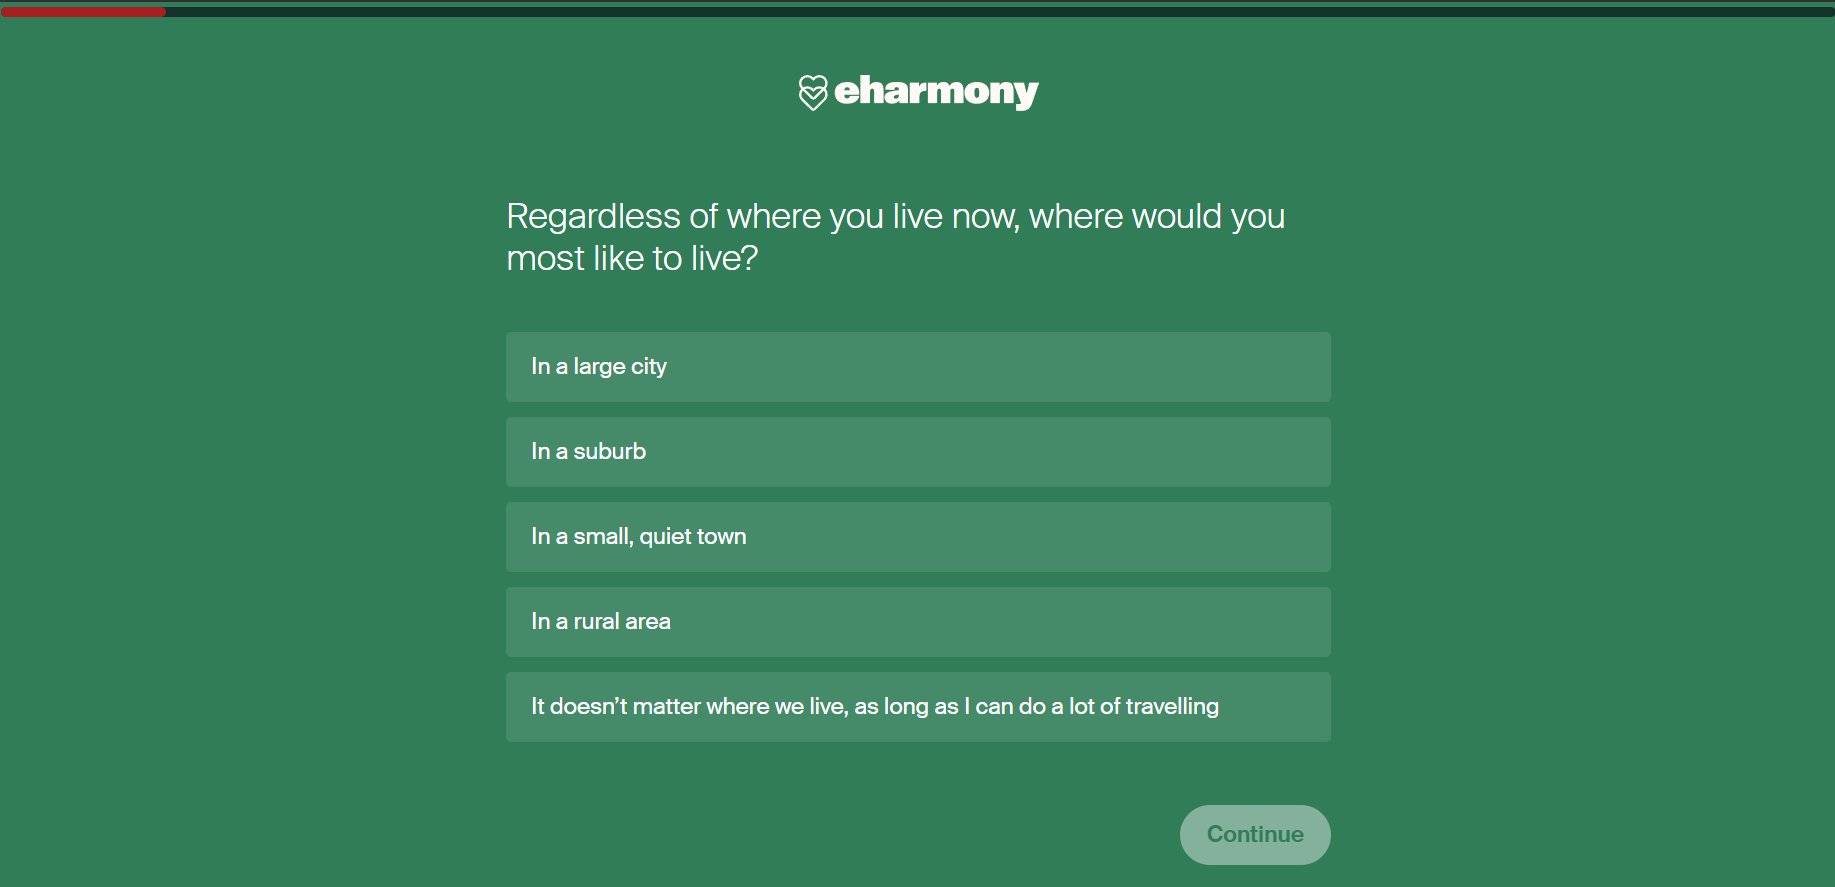 eharmony
Regardless of where you live now, where would you
most like to live?
In a large city
In a suburb
In a small, quiet town
In a rural area
It doesn’t matter where we live, as long as I can do a lot of travelling
Continue